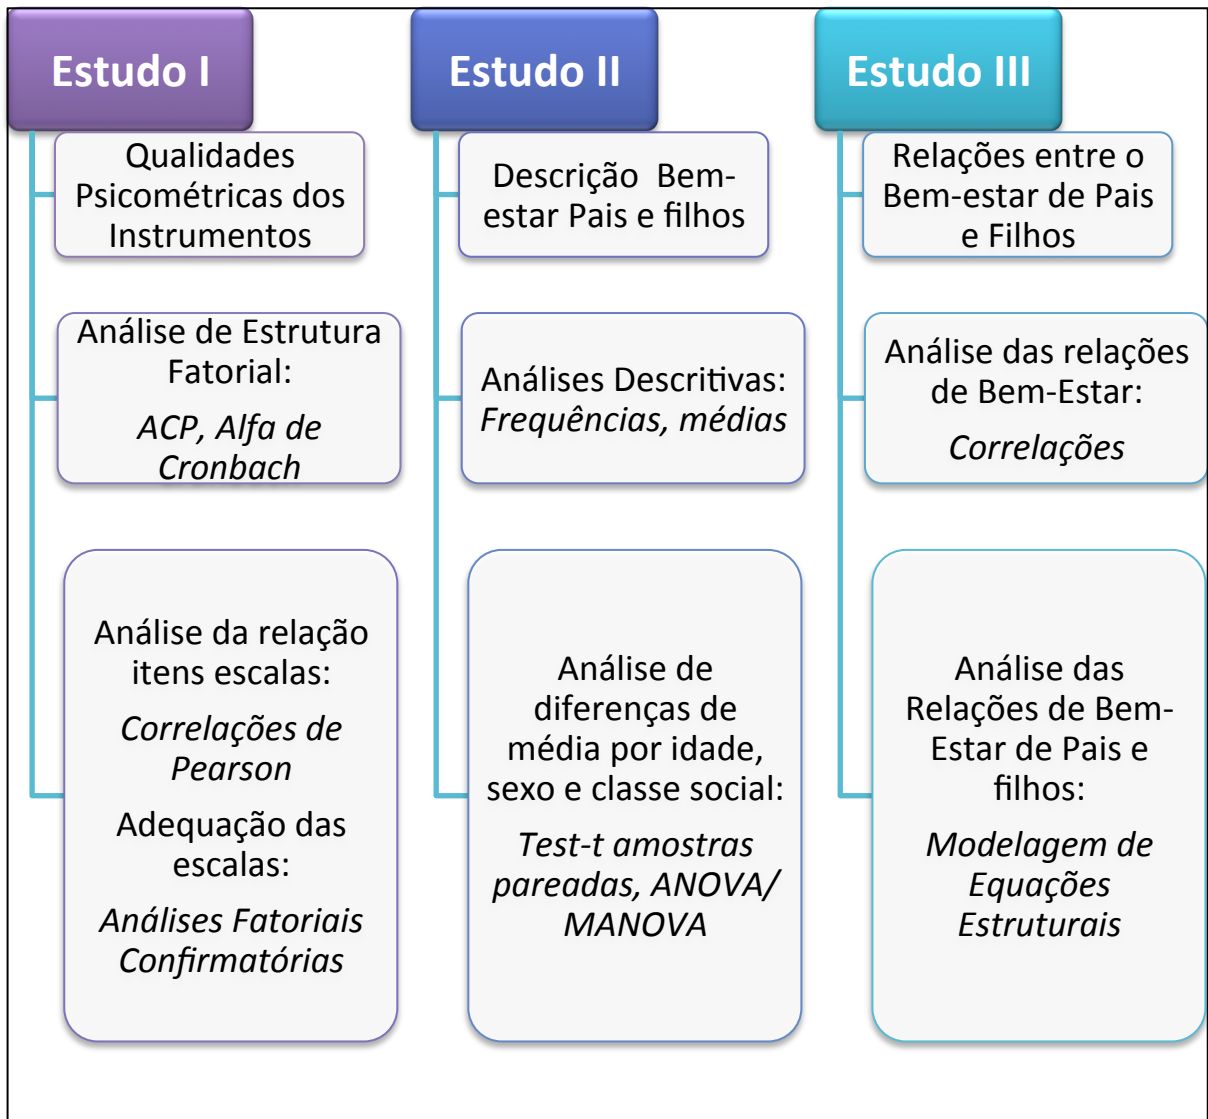 Estudo I
Qualidades
Psicométricas dos
Instrumentos
Análise de Estrutura
Fatorial:
ACP, Alfa de
Cronbach
Análise da relação
itens escalas:
Correlações de
Pearson
Adequação das
escalas:
Análises Fatoriais
Confirmatórias
Estudo II
Descrição Bem-
estar Pais e filhos
Análises Descritivas:
Frequências, médias
Análise de
diferenças de
média por idade,
sexo e classe social:
Test-t amostras
pareadas, ANOVA/
MANOVA
Estudo III
Relações entre o
Bem-estar de Pais
e Filhos
Análise das relações
de Bem-Estar:
Correlações
Análise das
Relações de Bem-
Estar de Pais e
filhos:
Modelagem de
Equações
Estruturais